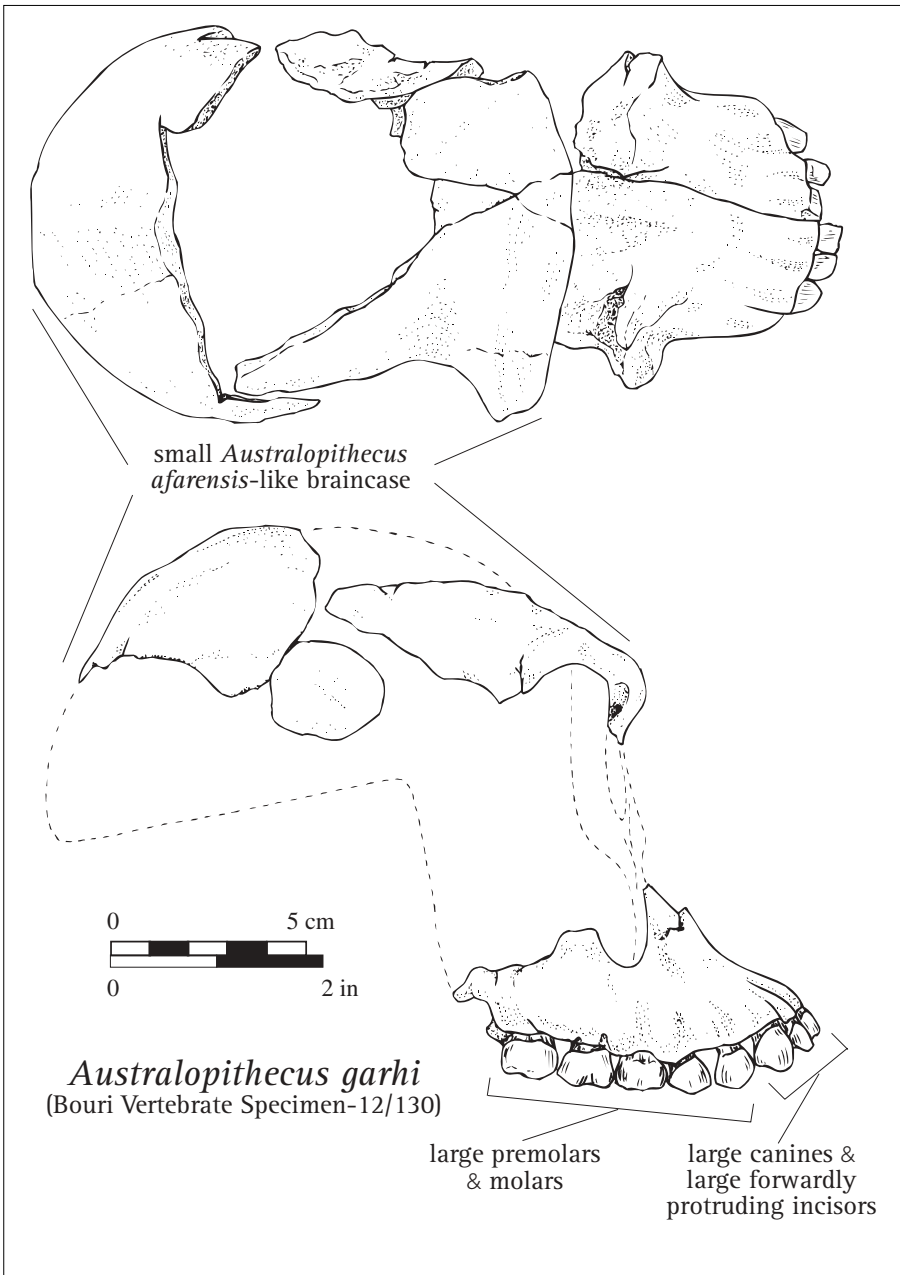 small Australopithecus
afarensis-like braincase
0 5 cm
0 2 in
Australopithecus garhi
(Bouri Vertebrate Specimen-12/130)
large premolars
& molars
large canines &
large forwardly
protruding incisors